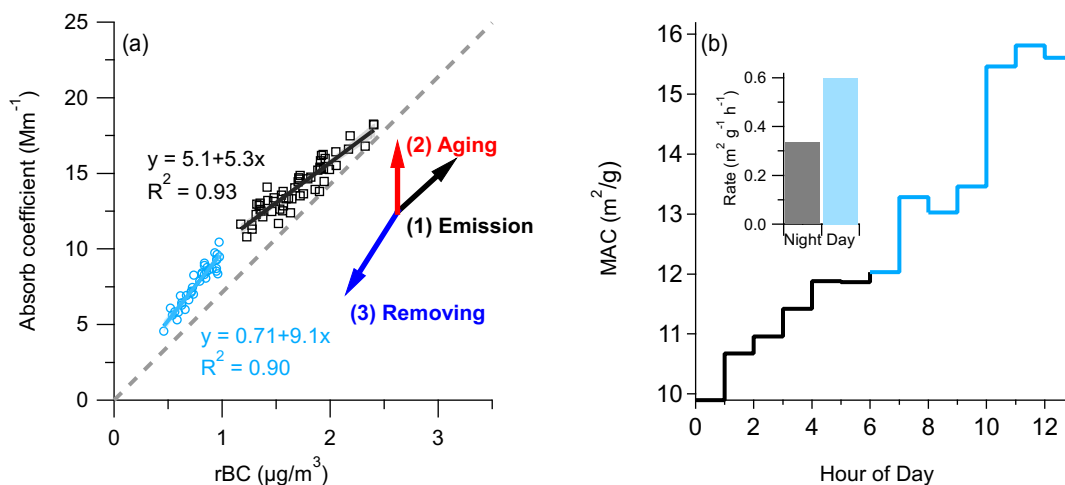 (a)
25
20
15
10
5
0
Absorb coefficient (Mm⁻¹)
y = 5.1+5.3x
R² = 0.93
(2) Aging
(1) Emission
(3) Removing
y = 0.71+9.1x
R² = 0.90
0 1 2 3
rBC (µg/m³)
(b)
16
15
14
13
12
11
10
MAC (m²/g)
0.6
0.4
0.2
0.0
Rate (m² g⁻¹ h⁻¹)
Night Day
0 2 4 6 8 10 12
Hour of Day